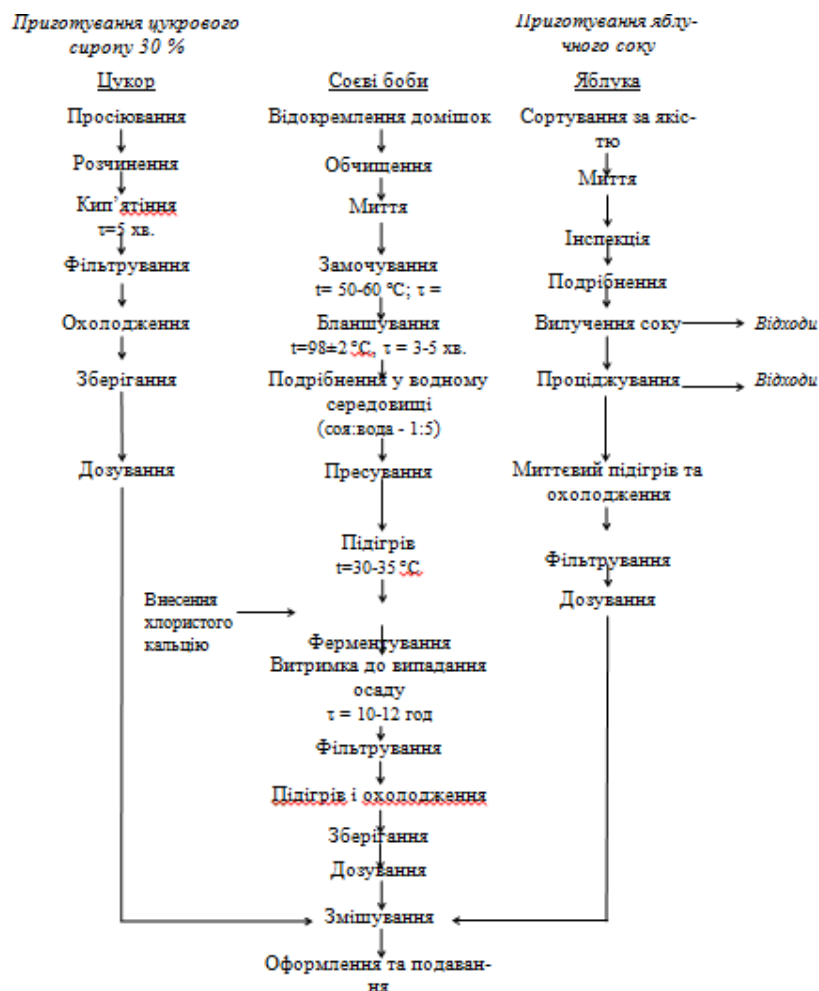 Приготування цукрового
сиропу 30 %
Цукор
Просіювання
Розчинення
Кип’ятіння
τ=5 хв.
Фільтрування
Охолодження
Зберігання
Дозування
Соєві боби
Відокремлення домішок
Обчищення
Миття
Замочування
t= 50-60 °С; τ =
Бланшування
t=98±2 °С, τ = 3-5 хв.
Подрібнення у водному
середовищі
(соя:вода - 1:5)
Пресування
Підігрів
t=30-35 °С
Внесення
хлористого
кальцію
Ферментування
Витримка до випадання
осаду
τ = 10-12 год
Фільтрування
Підігрів і охолодження
Зберігання
Дозування
Змішування
Оформлення та подаван-
ня
Приготування яблу-
чного соку
Яблука
Сортування за якіс-
тю
Миття
Інспекція
Подрібнення
Вилучення соку
Відходи
Проціджування
Відходи
Миттєвий підігрів та
охолодження
Фільтрування
Дозування